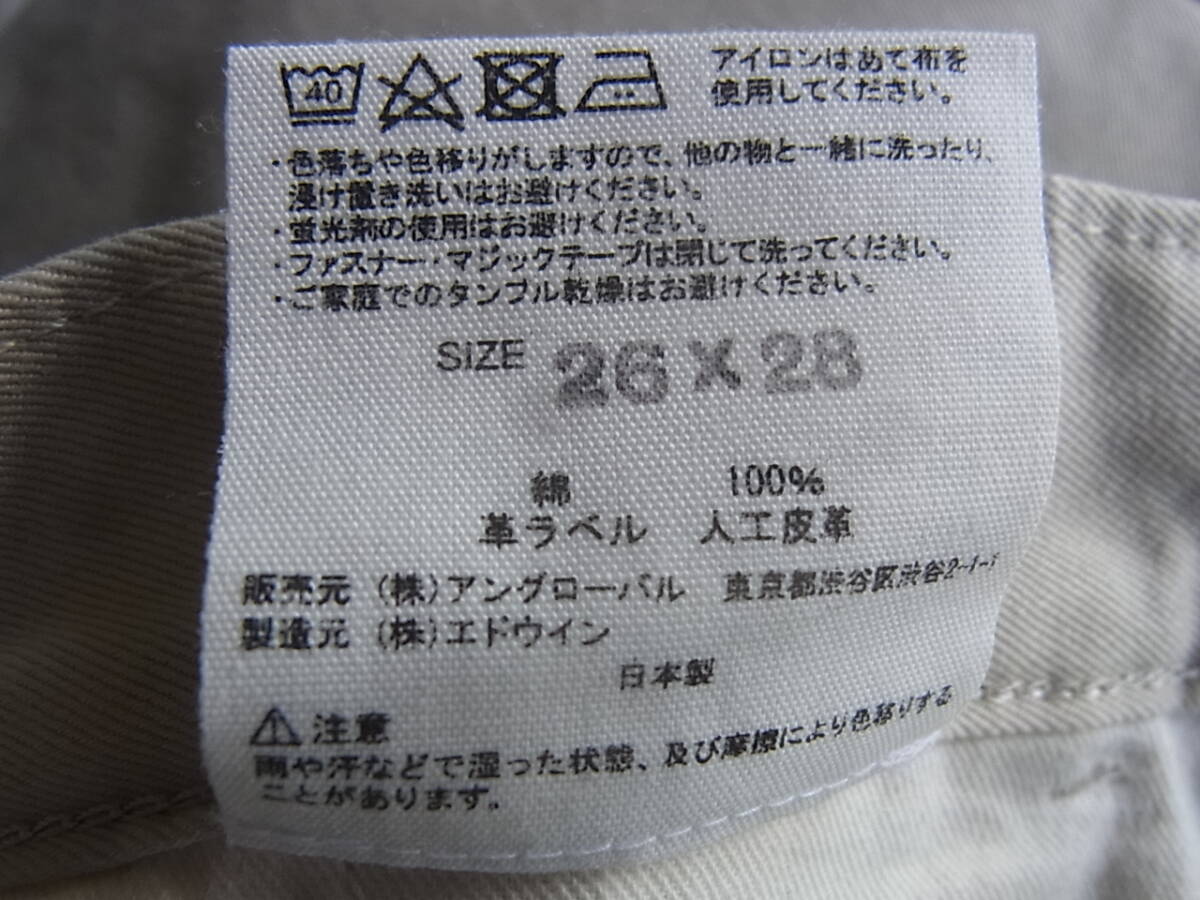 40
アイロンはあて布を
使用してください。
・色落ちや色移りがしますので、他の物と一緒に洗ったり、
浸け置き洗いはお避けください。
・蛍光剤の使用はお避けください。
・ファスナー・マジックテープは閉じて洗ってください。
・ご家庭でのタンブル乾燥はお避けください。
SIZE 26X28
綿 100%
革ラベル 人工皮革
販売元 (株)アングローバル 東京都渋谷区渋谷2-1-1
製造元 (株)エドウイン
日本製
注意
雨や汗などで湿った状態、及び摩擦により色移りする
ことがあります。